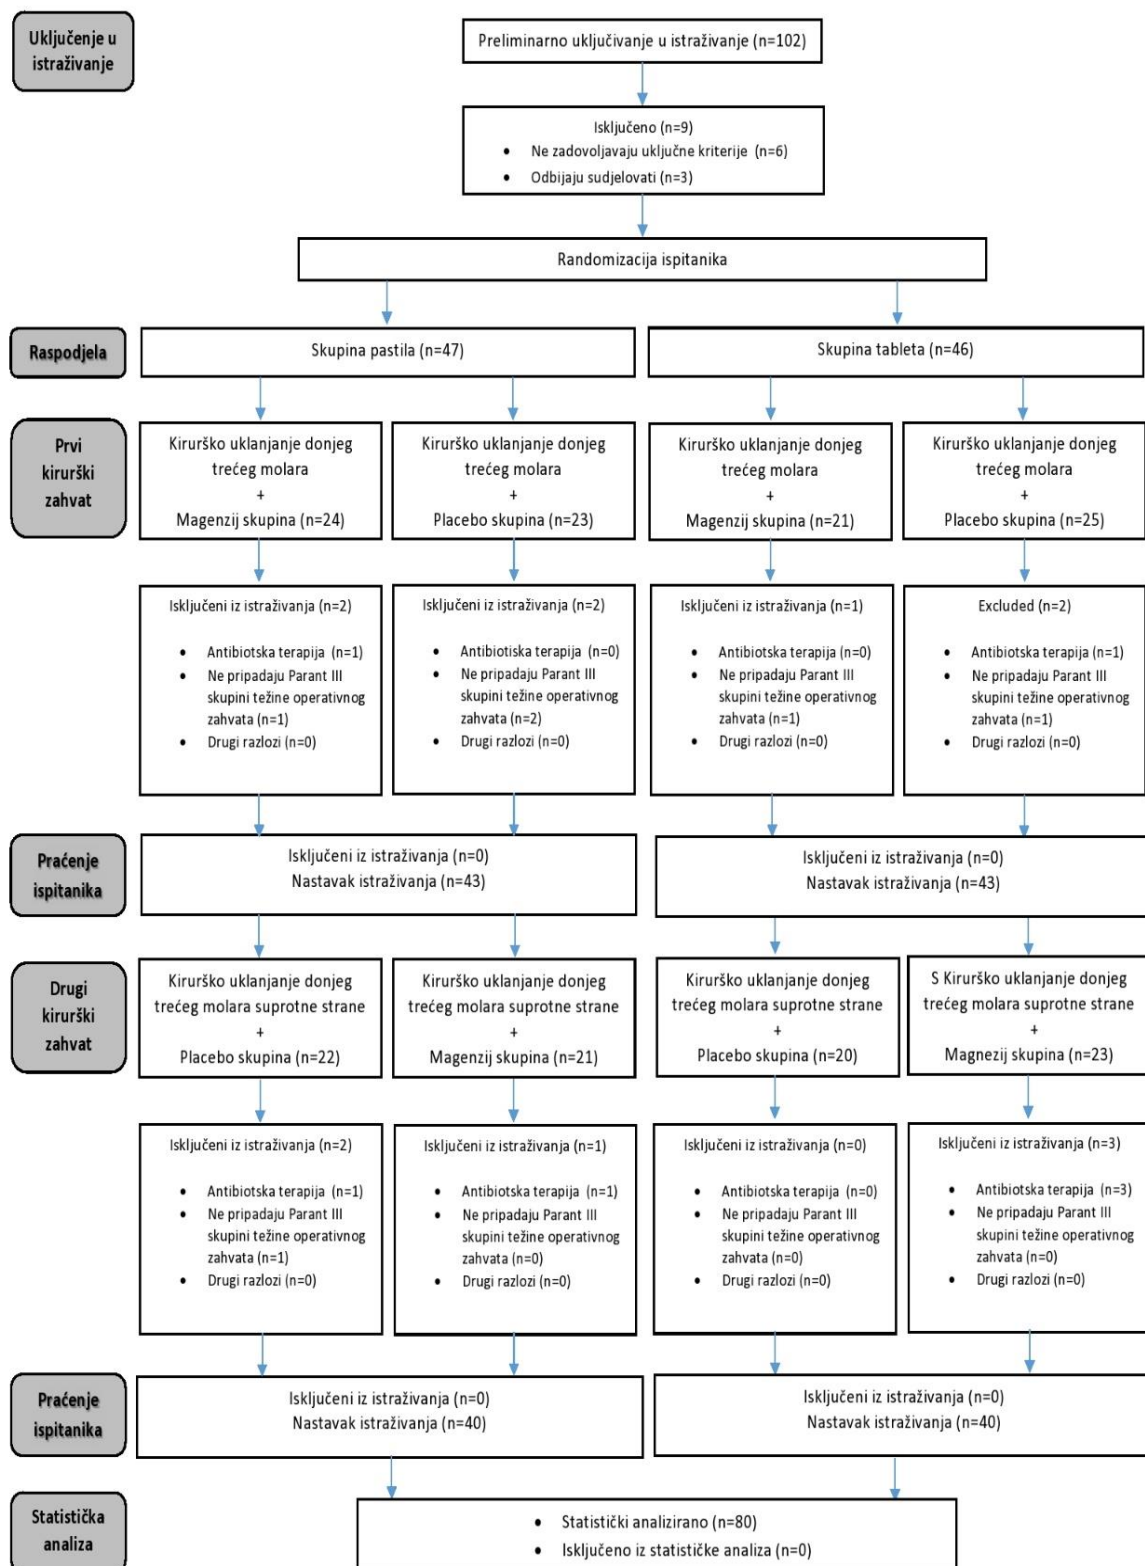 Uključenje u
istraživanje
Preliminarno uključivanje u istraživanje (n=102)
Isključeno (n=9)
• Ne zadovoljavaju uključne kriterije (n=6)
• Odbijaju sudjelovati (n=3)
Randomizacija ispitanika
Raspodjela
Skupina pastila (n=47)
Skupina tableta (n=46)
Prvi
kirurški
zahvat
Kirurško uklanjanje donjeg
trećeg molara
+
Magenzij skupina (n=24)
Kirurško uklanjanje donjeg
trećeg molara
+
Placebo skupina (n=23)
Kirurško uklanjanje donjeg
trećeg molara
+
Magenzij skupina (n=21)
Kirurško uklanjanje donjeg
trećeg molara
+
Placebo skupina (n=25)
Isključeni iz istraživanja (n=2)
• Antibiotska terapija (n=1)
• Ne pripadaju Parant III
skupini težine operativnog
zahvata (n=1)
• Drugi razlozi (n=0)
Isključeni iz istraživanja (n=2)
• Antibiotiska terapija (n=0)
• Ne pripadaju Parant III
skupini težine operativnog
zahvata (n=2)
• Drugi razlozi (n=0)
Isključeni iz istraživanja (n=1)
• Antibiotska terapija (n=0)
• Ne pripadaju Parant III
skupini težine operativnog
zahvata (n=1)
• Drugi razlozi (n=0)
Excluded (n=2)
• Antibiotska terapija (n=1)
• Ne pripadaju Parant III
skupini težine operativnog
zahvata (n=1)
• Drugi razlozi (n=0)
Praćenje
ispitanika
Isključeni iz istraživanja (n=0)
Nastavak istraživanja (n=43)
Isključeni iz istraživanja (n=0)
Nastavak istraživanja (n=43)
Drugi
kirurški
zahvat
Kirurško uklanjanje donjeg
trećeg molara suprotne strane
+
Placebo skupina (n=22)
Kirurško uklanjanje donjeg
trećeg molara suprotne strane
+
Magenzij skupina (n=21)
Kirurško uklanjanje donjeg
trećeg molara suprotne strane
+
Placebo skupina (n=20)
S Kirurško uklanjanje donjeg
trećeg molara suprotne strane
+
Magnezij skupina (n=23)
Isključeni iz istraživanja (n=2)
• Antibiotska terapija (n=1)
• Ne pripadaju Parant III
skupini težine operativnog
zahvata (n=1)
• Drugi razlozi (n=0)
Isključeni iz istraživanja (n=1)
• Antibiotska terapija (n=1)
• Ne pripadaju Parant III
skupini težine operativnog
zahvata (n=0)
• Drugi razlozi (n=0)
Isključeni iz istraživanja (n=0)
• Antibiotska terapija (n=0)
• Ne pripadaju Parant III
skupini težine operativnog
zahvata (n=0)
• Drugi razlozi (n=0)
Isključeni iz istraživanja (n=3)
• Antibiotska terapija (n=3)
• Ne pripadaju Parant III
skupini težine operativnog
zahvata (n=0)
• Drugi razlozi (n=0)
Praćenje
ispitanika
Isključeni iz istraživanja (n=0)
Nastavak istraživanja (n=40)
Isključeni iz istraživanja (n=0)
Nastavak istraživanja (n=40)
Statistička
analiza
• Statistički analizirano (n=80)
• Isključeno iz statističke analiza (n=0)